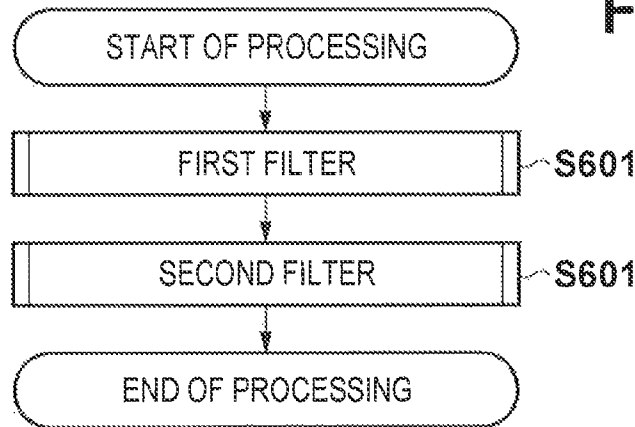 START OF PROCESSING
FIRST FILTER
S601
SECOND FILTER
S601
END OF PROCESSING